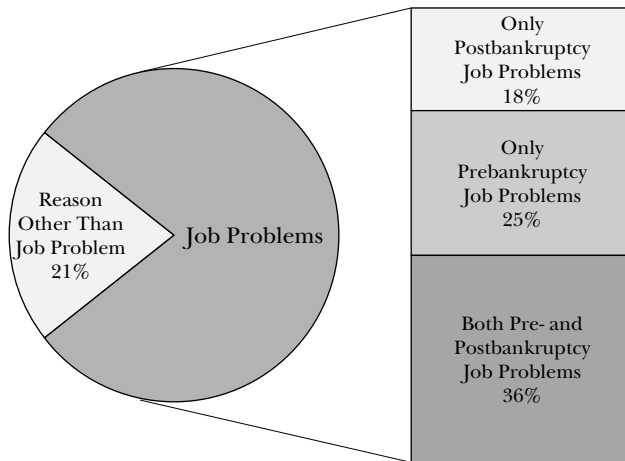 Only
Postbankruptcy
Job Problems
18%
Only
Prebankruptcy
Job Problems
25%
Reason
Other Than
Job Problem
21%
Job Problems
Both Pre- and
Postbankruptcy
Job Problems
36%